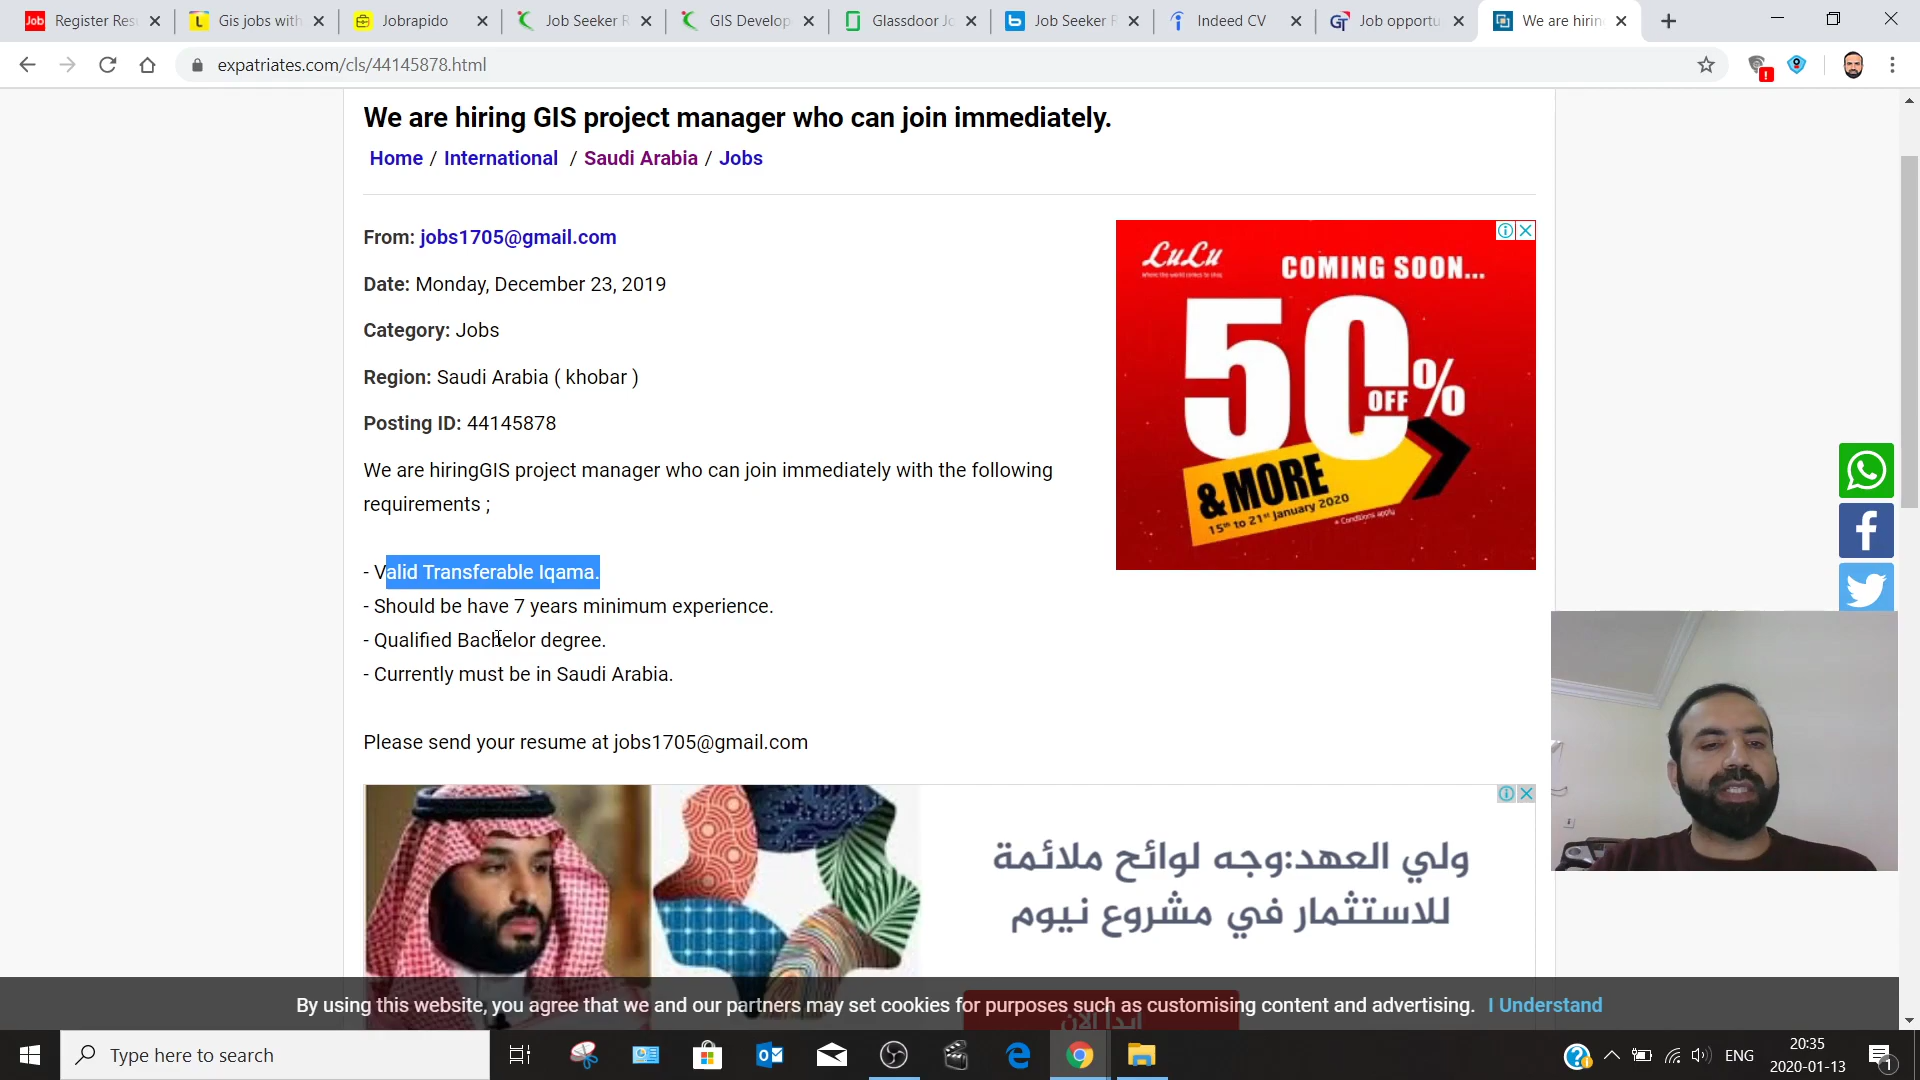 Register Res
Gis jobs with
Jobrapido
Job Seeker R
GIS Develop
Glassdoor Jo
Job Seeker R
Indeed CV
Job opportu
We are hirin
expatriates.com/cls/44145878.html
We are hiring GIS project manager who can join immediately.
Home / International / Saudi Arabia / Jobs
From: jobs1705@gmail.com
Date: Monday, December 23, 2019
Category: Jobs
Region: Saudi Arabia ( khobar )
Posting ID: 44145878
We are hiringGIS project manager who can join immediately with the following
requirements ;
- Valid Transferable Iqama.
- Should be have 7 years minimum experience.
- Qualified Bachelor degree.
- Currently must be in Saudi Arabia.
Please send your resume at jobs1705@gmail.com
LuLu
COMING SOON...
50%
OFF
&MORE
15th to 21st January 2020
* Conditions apply
ولي العهد:وجه لوائح ملائمة
للاستثمار في مشروع نيوم
ابدأ الآن
By using this website, you agree that we and our partners may set cookies for purposes such as customising content and advertising. I Understand
Type here to search
ENG
20:35
2020-01-13
1